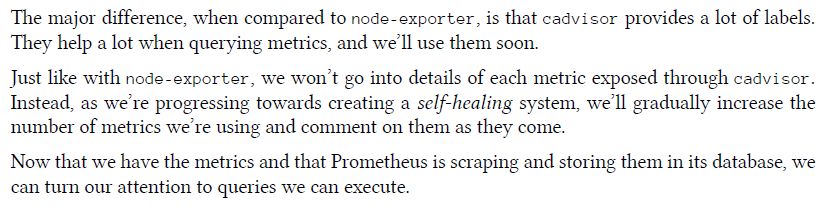 The major difference, when compared to node-exporter, is that cadvisor provides a lot of labels.
They help a lot when querying metrics, and we’ll use them soon.
Just like with node-exporter, we won’t go into details of each metric exposed through cadvisor.
Instead, as we’re progressing towards creating a self-healing system, we’ll gradually increase the
number of metrics we’re using and comment on them as they come.
Now that we have the metrics and that Prometheus is scraping and storing them in its database, we
can turn our attention to queries we can execute.